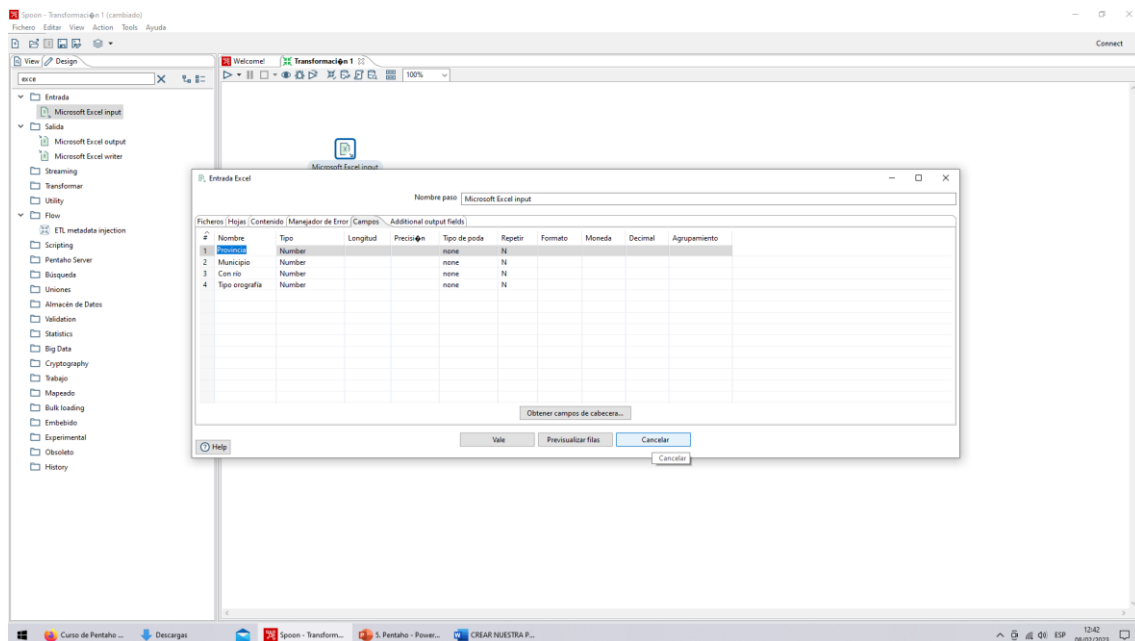 Spoon - Transformaci�n 1 (cambiado)
Fichero Editar View Action Tools Ayuda
Connect
View Design
Welcome! Transformaci�n 1
exce
100%
Entrada
Microsoft Excel input
Salida
Microsoft Excel output
Microsoft Excel writer
Streaming
Transformar
Utility
Flow
ETL metadata injection
Scripting
Pentaho Server
Búsqueda
Uniones
Almacén de Datos
Validation
Statistics
Big Data
Cryptography
Trabajo
Mapeado
Bulk loading
Embebido
Experimental
Obsoleto
History
Microsoft Excel input
Entrada Excel
Nombre paso Microsoft Excel input
Ficheros Hojas Contenido Manejador de Error Campos Additional output fields
# Nombre Tipo Longitud Precisi�n Tipo de poda Repetir Formato Moneda Decimal Agrupamiento
1 Provincia Number none N
2 Municipio Number none N
3 Con río Number none N
4 Tipo orografía Number none N
Obtener campos de cabecera...
Help Vale Previsualizar filas Cancelar
Cancelar
Curso de Pentaho ... Descargas Spoon - Transform... 5. Pentaho - Power... CREAR NUESTRA P... ESP 12:42
08/02/2023